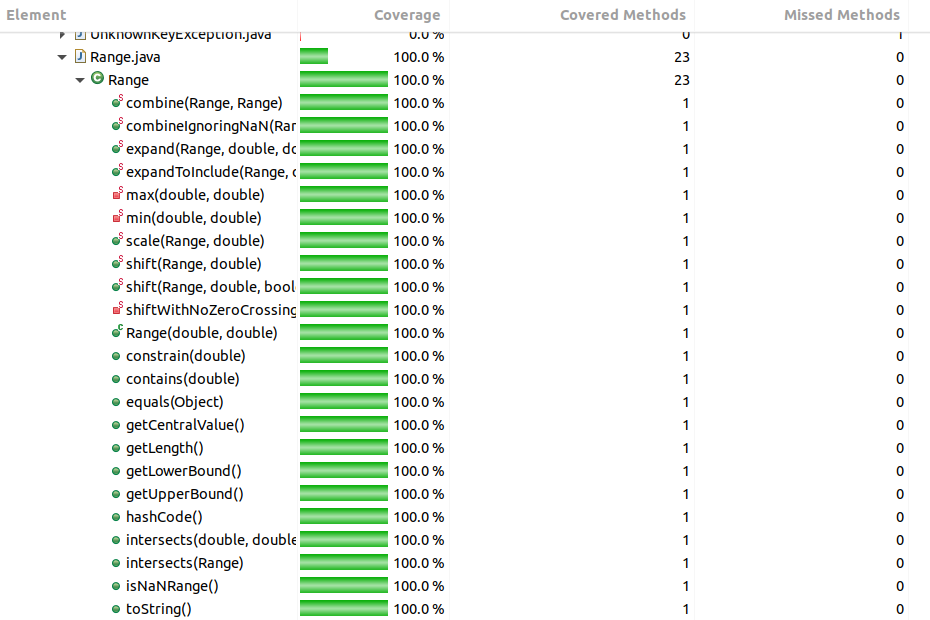 Element Coverage Covered Methods Missed Methods
UnknownKeyException.java 0.0 % 0 1
Range.java 100.0 % 23 0
Range 100.0 % 23 0
combine(Range, Range) 100.0 % 1 0
combineIgnoringNaN(Ran 100.0 % 1 0
expand(Range, double, do 100.0 % 1 0
expandToInclude(Range, d 100.0 % 1 0
max(double, double) 100.0 % 1 0
min(double, double) 100.0 % 1 0
scale(Range, double) 100.0 % 1 0
shift(Range, double) 100.0 % 1 0
shift(Range, double, bool 100.0 % 1 0
shiftWithNoZeroCrossing 100.0 % 1 0
Range(double, double) 100.0 % 1 0
constrain(double) 100.0 % 1 0
contains(double) 100.0 % 1 0
equals(Object) 100.0 % 1 0
getCentralValue() 100.0 % 1 0
getLength() 100.0 % 1 0
getLowerBound() 100.0 % 1 0
getUpperBound() 100.0 % 1 0
hashCode() 100.0 % 1 0
intersects(double, double 100.0 % 1 0
intersects(Range) 100.0 % 1 0
isNaNRange() 100.0 % 1 0
toString() 100.0 % 1 0